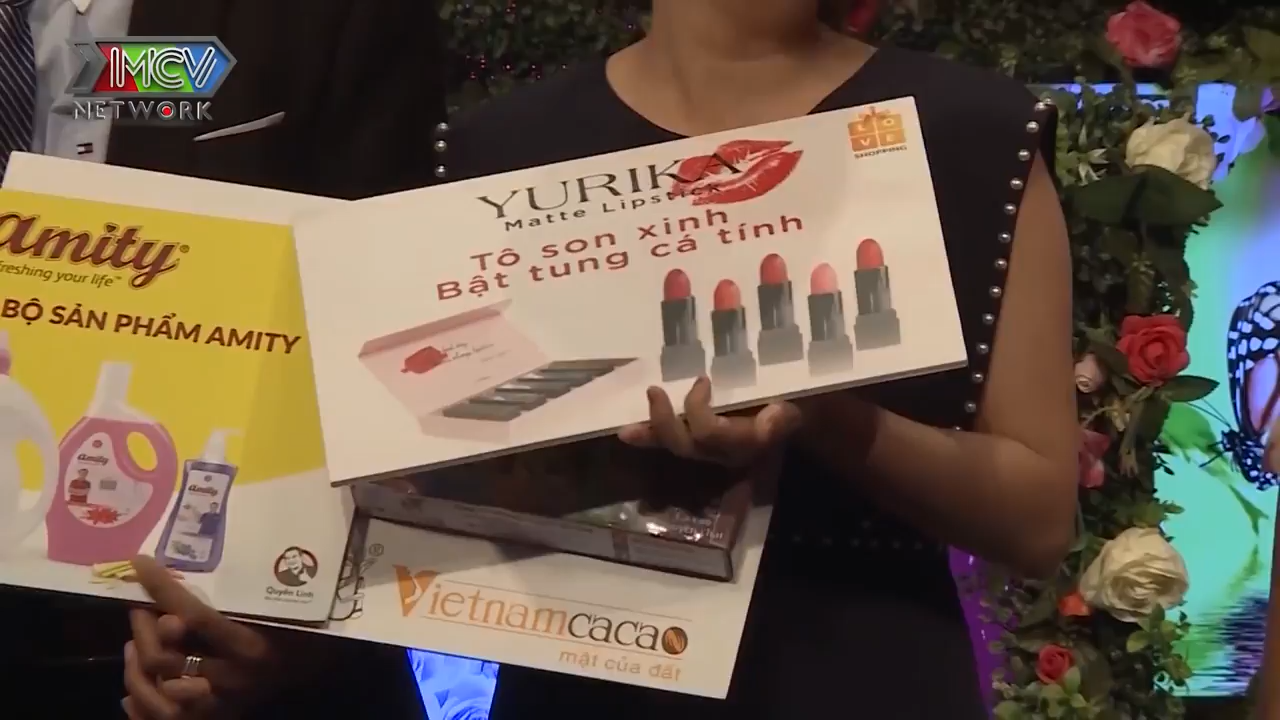 MCV
NETWORK
LOVE
SHOPPING
YURIKA
Matte Lipstick
Tô son xinh
Bật tung cá tính
amity®
freshing your life™
BỘ SẢN PHẨM AMITY
amity
amity
Quyền Linh
Vietnamcacao
mật của đất